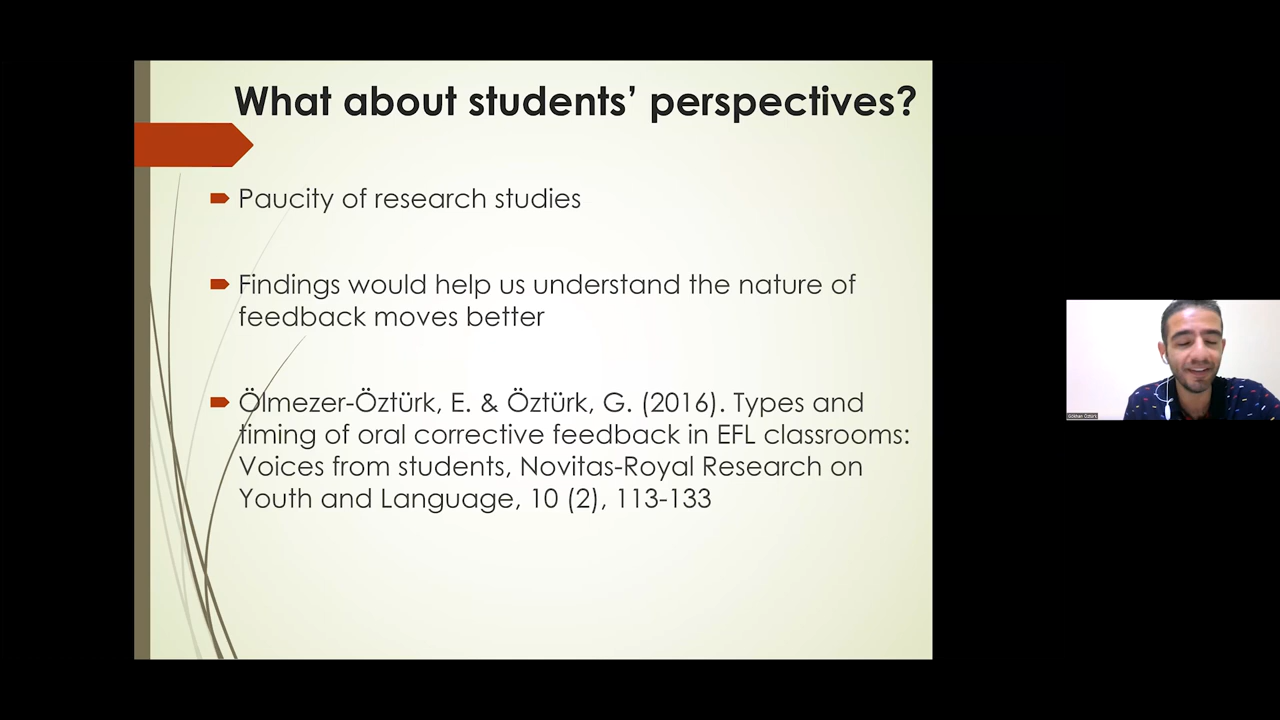 What about students’ perspectives?
Paucity of research studies
Findings would help us understand the nature of
feedback moves better
Ölmezer-Öztürk, E. & Öztürk, G. (2016). Types and
timing of oral corrective feedback in EFL classrooms:
Voices from students, Novitas-Royal Research on
Youth and Language, 10 (2), 113-133
Gökhan Öztürk